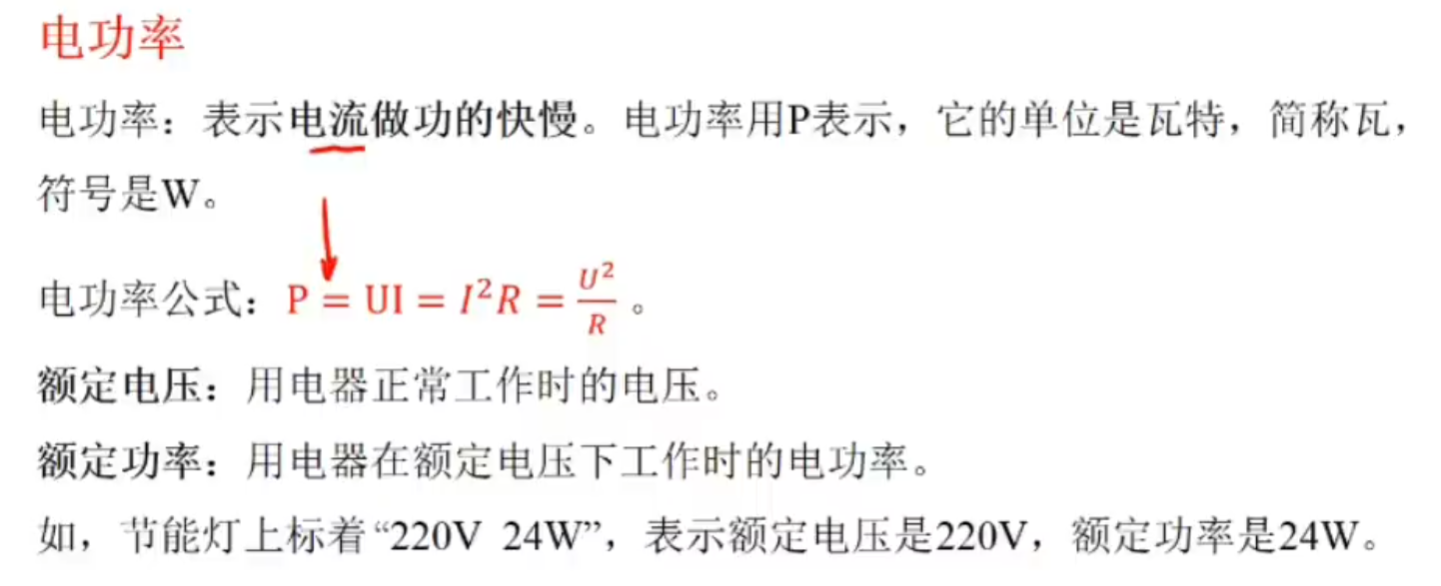 电功率
电功率：表示电流做功的快慢。电功率用P表示，它的单位是瓦特，简称瓦，
符号是W。
电功率公式：P = UI = I²R = U²/R 。
额定电压：用电器正常工作时的电压。
额定功率：用电器在额定电压下工作时的电功率。
如，节能灯上标着“220V 24W”，表示额定电压是220V，额定功率是24W。